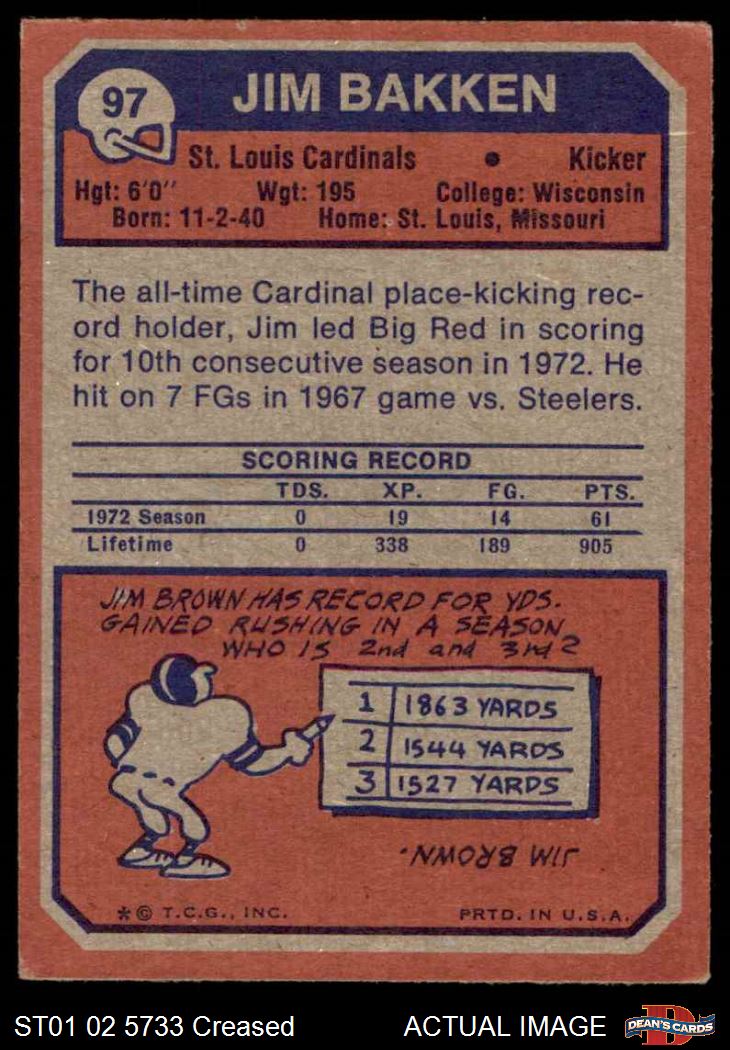 97
JIM BAKKEN
St. Louis Cardinals • Kicker
Hgt: 6'0" Wgt: 195 College: Wisconsin
Born: 11-2-40 Home: St. Louis, Missouri
The all-time Cardinal place-kicking rec-
ord holder, Jim led Big Red in scoring
for 10th consecutive season in 1972. He
hit on 7 FGs in 1967 game vs. Steelers.
SCORING RECORD
TDS. XP. FG. PTS.
1972 Season 0 19 14 61
Lifetime 0 338 189 905
JIM BROWN HAS RECORD FOR YDS.
GAINED RUSHING IN A SEASON
WHO IS 2nd and 3rd?
1 1863 YARDS
2 1544 YARDS
3 1527 YARDS
JIM BROWN.
*© T.C.G., INC. PRTD. IN U.S.A.
ST01 02 5733 Creased ACTUAL IMAGE
D
DEAN'S CARDS